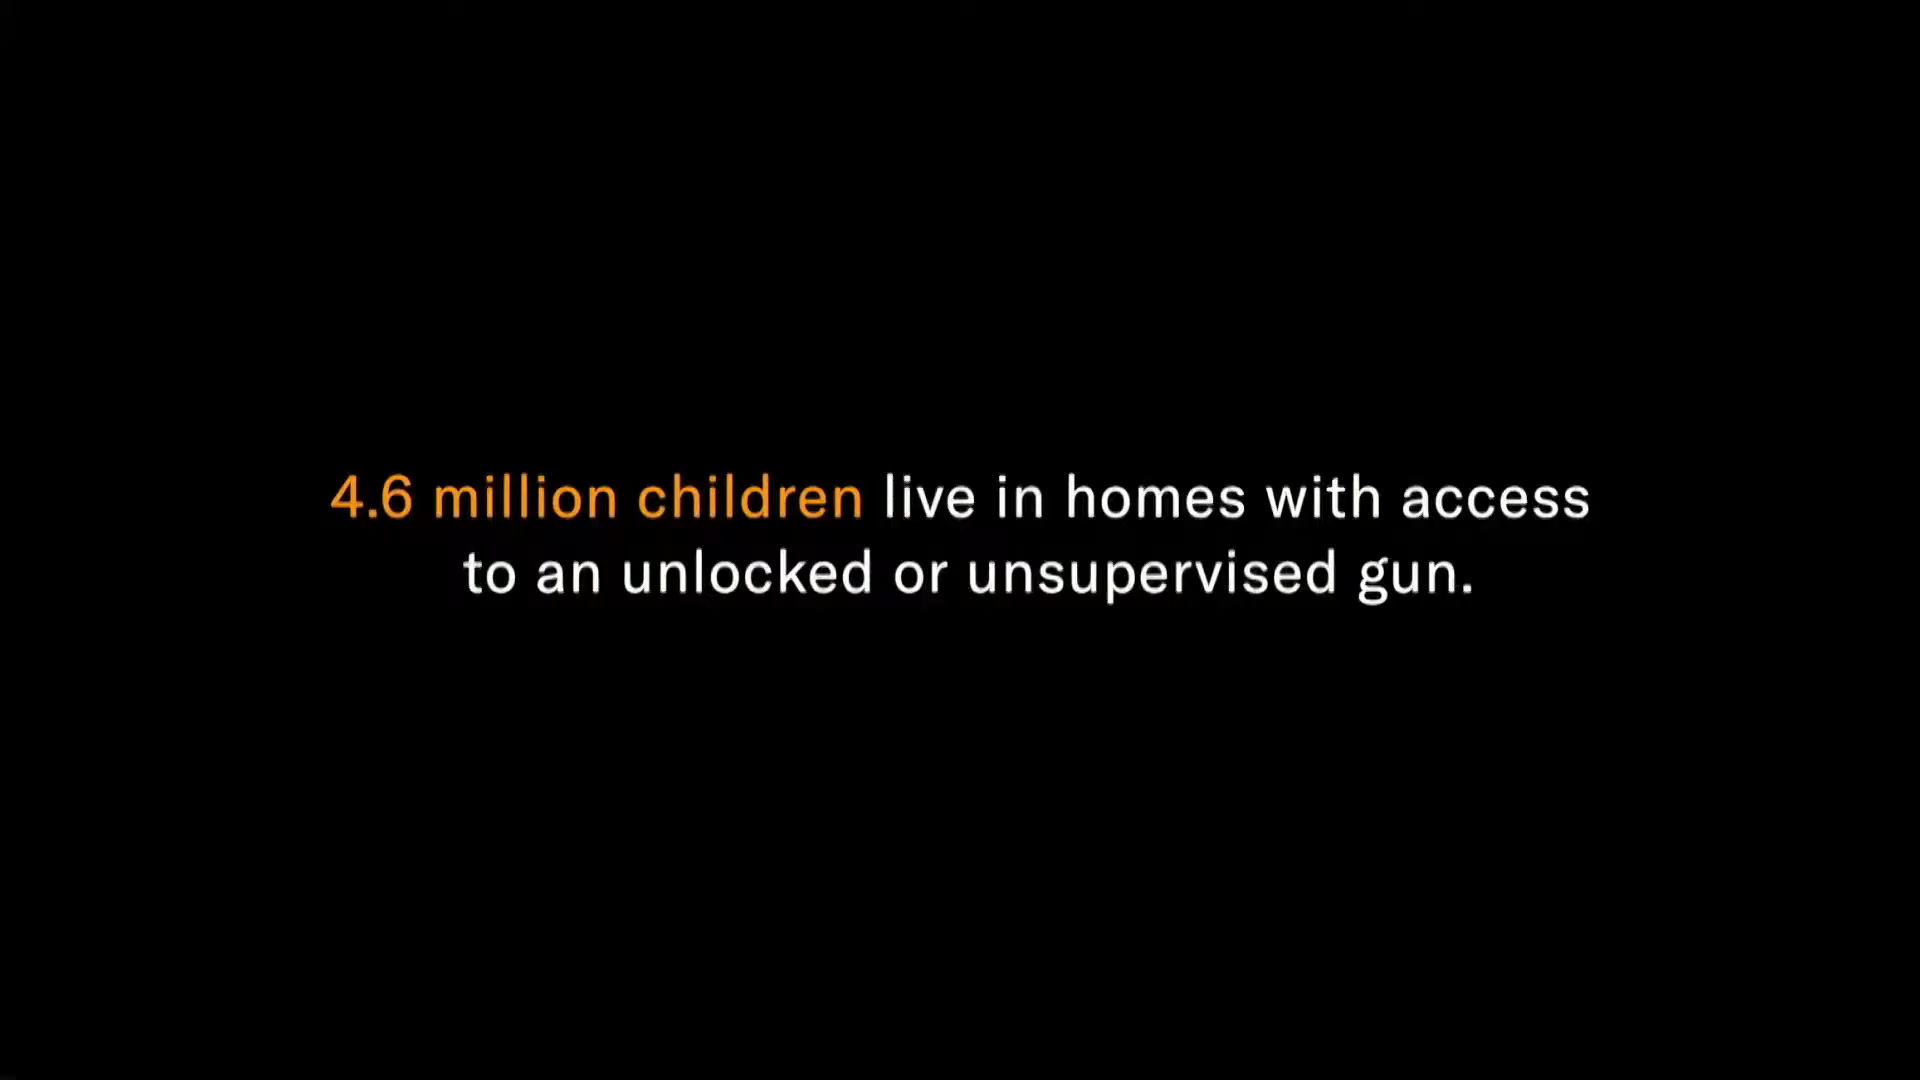 4.6 million children live in homes with access
to an unlocked or unsupervised gun.